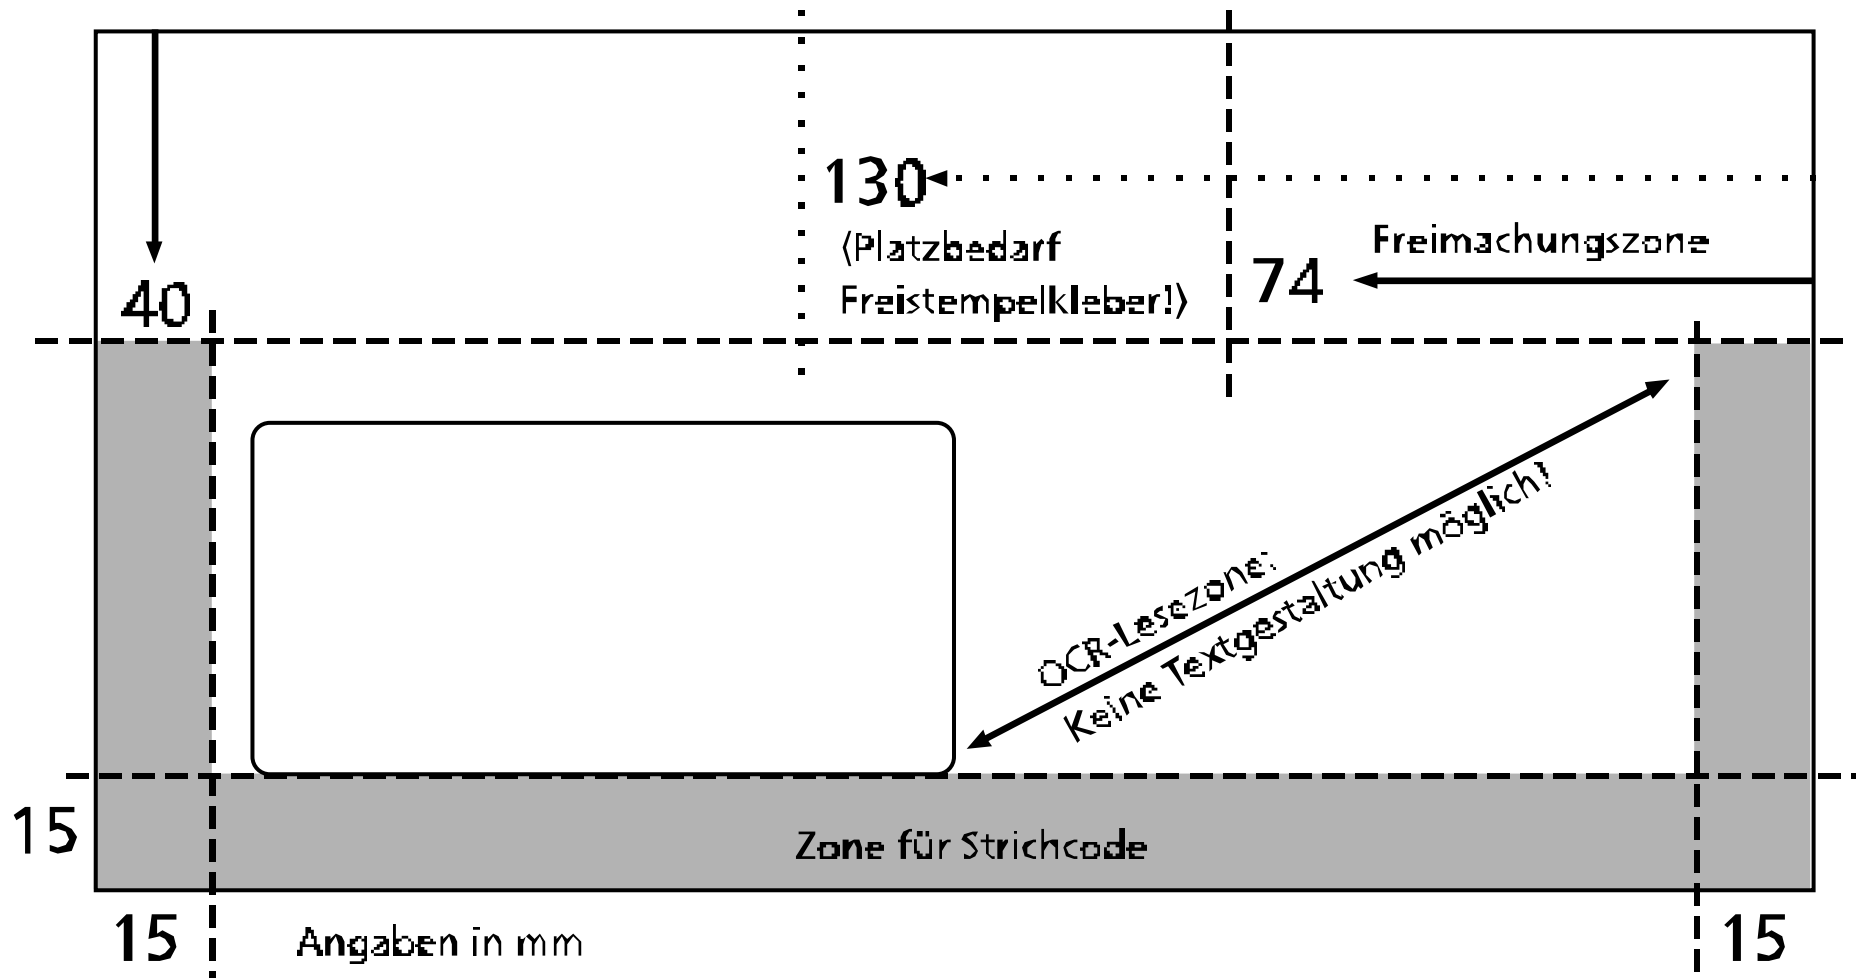 130
(Platzbedarf
Freistempelkleber!)
Freimachungszone
74
40
OCR-Lesezone:
Keine Textgestaltung möglich!
15
Zone für Strichcode
15
Angaben in mm
15